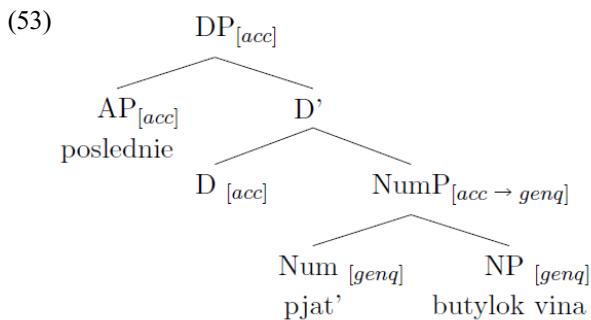 (53)
DP[acc]
AP[acc] D'
poslednie
D [acc] NumP[acc → genq]
Num [genq] NP [genq]
pjat' butylok vina